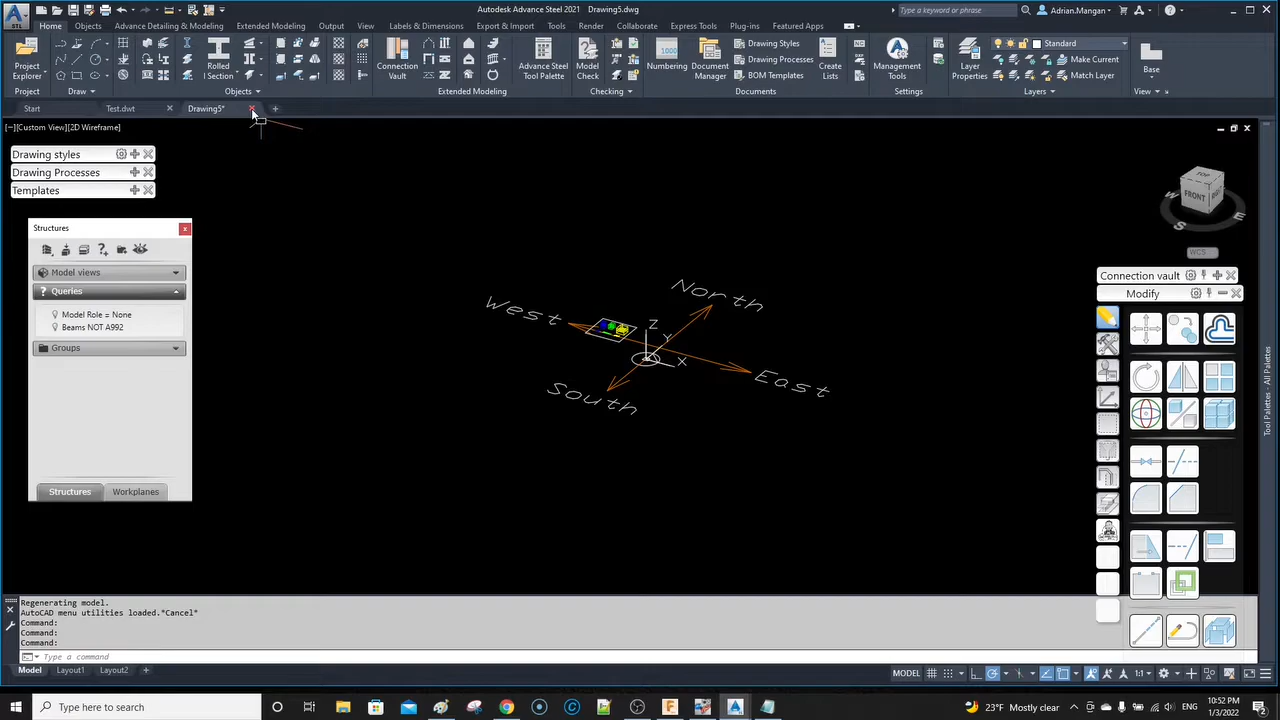 Autodesk Advance Steel 2021 Drawing5.dwg
Type a keyword or phrase
Adrian.Mangan
Home Objects Advanced Detailing & Modeling Extended Modeling Output View Labels & Dimensions Export & Import Tools Render Collaborate Express Tools Plug-ins Featured Apps
Project Explorer
Rolled I Section
Connection Vault
Advance Steel Tool Palette
Model Check
Numbering
Document Manager
Drawing Styles
Drawing Processes
BOM Templates
Create Lists
Management Tools
Layer Properties
Standard
Make Current
Match Layer
Base
Project
Draw
Objects
Extended Modeling
Checking
Documents
Settings
Layers
View
Start
Test.dwt
Drawing5*
[−][Custom View][2D Wireframe]
Drawing styles
Drawing Processes
Templates
Structures
Model views
Queries
Model Role = None
Beams NOT A992
Groups
Structures
Workplanes
North
West
East
South
Z
Y
X
TOP
FRONT
W
S
E
WCS
Connection vault
Modify
Tool Palettes - All Palettes
Regenerating model.
AutoCAD menu utilities loaded.*Cancel*
Command:
Command:
Command:
Type a command
Model
Layout1
Layout2
MODEL
1:1
Type here to search
23°F Mostly clear
10:52 PM
1/3/2022